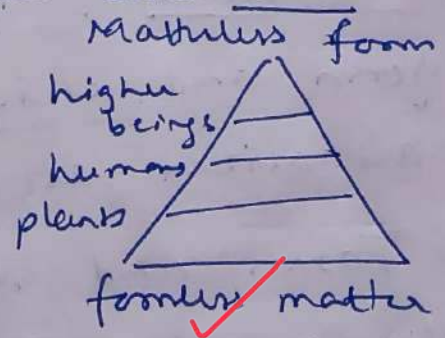 Matterless form
higher
beings
humans
plants
formless matter